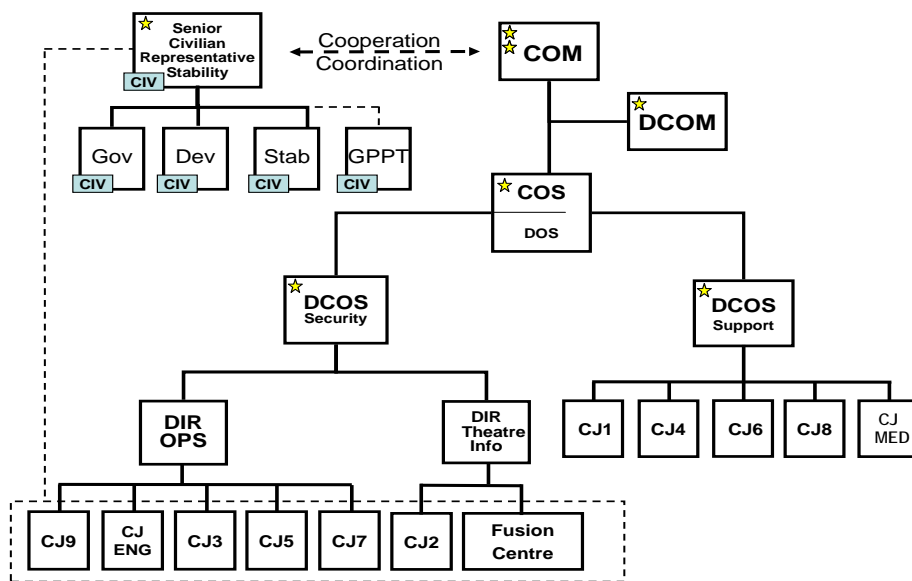 Senior
Civilian
Representative
Stability
CIV
Cooperation
Coordination
COM
DCOM
Gov
CIV
Dev
CIV
Stab
CIV
GPPT
CIV
COS
DOS
DCOS
Security
DCOS
Support
DIR
OPS
DIR
Theatre
Info
CJ1
CJ4
CJ6
CJ8
CJ
MED
CJ9
CJ
ENG
CJ3
CJ5
CJ7
CJ2
Fusion
Centre